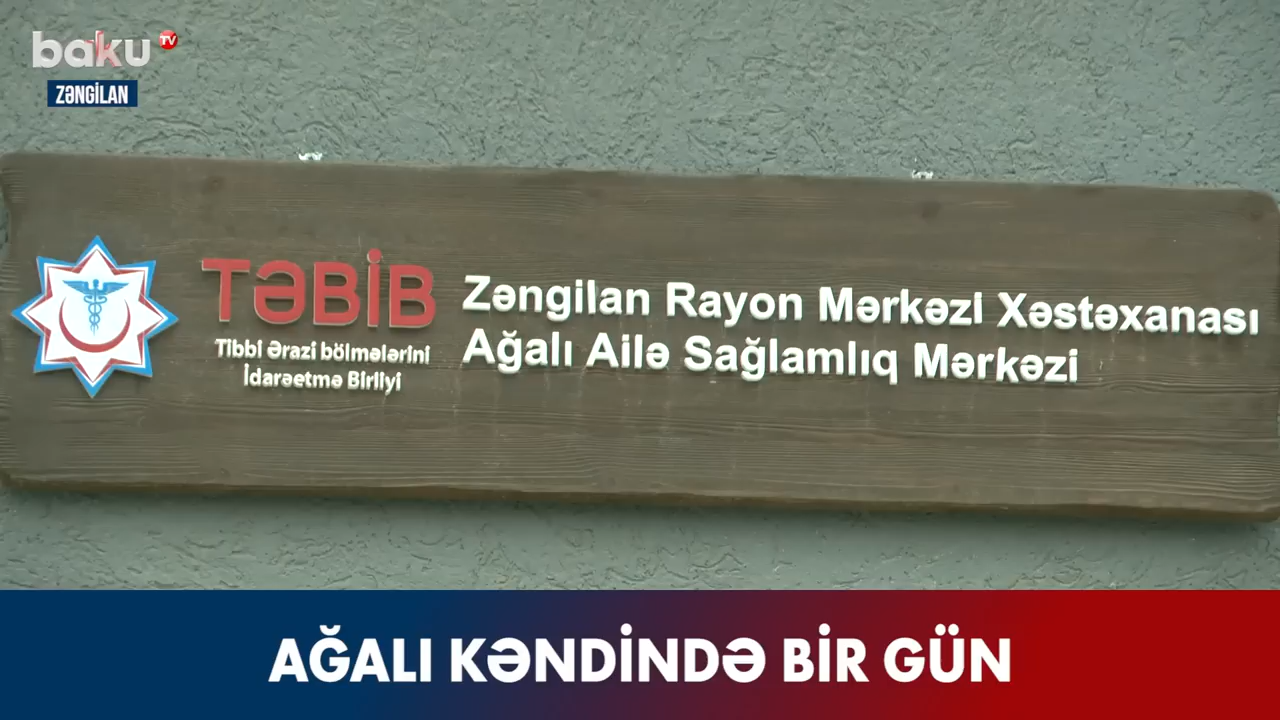 baku TV
ZƏNGİLAN
TƏBİB
Tibbi Ərazi bölmələrini
İdarəetmə Birliyi
Zəngilan Rayon Mərkəzi Xəstəxanası
Ağalı Ailə Sağlamlıq Mərkəzi
AĞALI KƏNDİNDƏ BİR GÜN